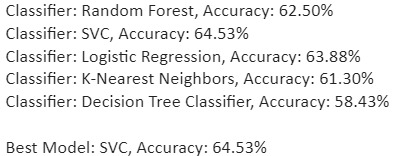 Classifier: Random Forest, Accuracy: 62.50%
Classifier: SVC, Accuracy: 64.53%
Classifier: Logistic Regression, Accuracy: 63.88%
Classifier: K-Nearest Neighbors, Accuracy: 61.30%
Classifier: Decision Tree Classifier, Accuracy: 58.43%
Best Model: SVC, Accuracy: 64.53%